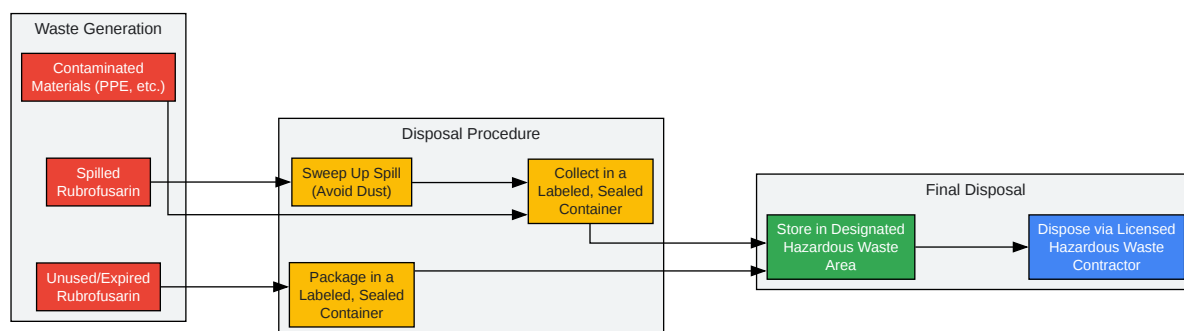 Waste Generation
Contaminated
Materials (PPE, etc.)
Spilled
Rubrofusarin
Unused/Expired
Rubrofusarin
Disposal Procedure
Sweep Up Spill
(Avoid Dust)
Collect in a
Labeled, Sealed
Container
Package in a
Labeled, Sealed
Container
Final Disposal
Store in Designated
Hazardous Waste
Area
Dispose via Licensed
Hazardous Waste
Contractor